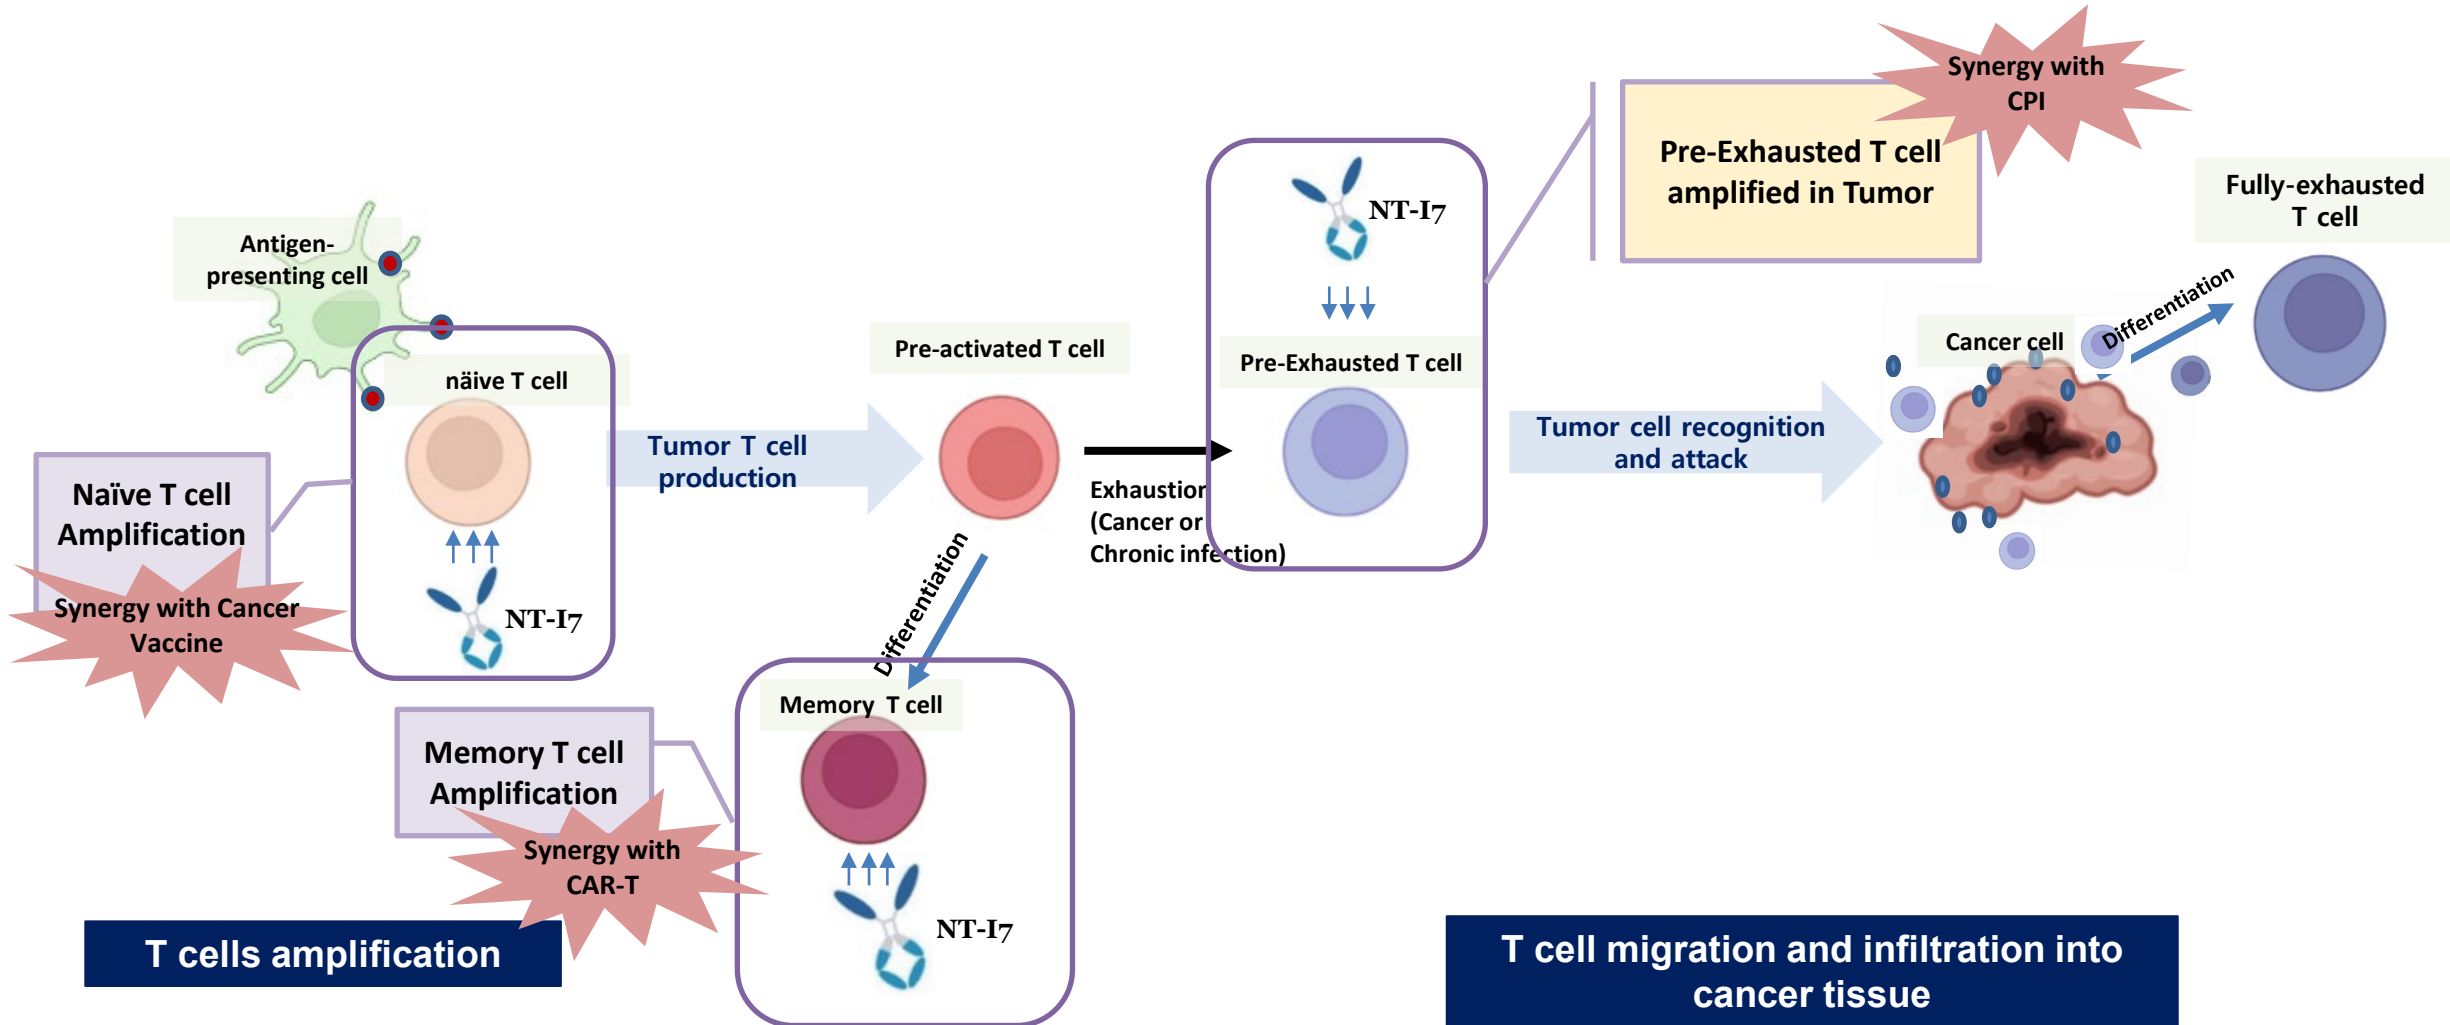 Synergy with
CPI
Pre-Exhausted T cell
amplified in Tumor
Fully-exhausted
T cell
NT-I7
Antigen-
presenting cell
Differentiation
Cancer cell
Pre-activated T cell
Pre-Exhausted T cell
näive T cell
Tumor T cell
production
Tumor cell recognition
and attack
Naïve T cell
Amplification
Exhaustion
(Cancer or
Chronic infection)
Synergy with Cancer
Vaccine
NT-I7
Differentiation
Memory T cell
Memory T cell
Amplification
Synergy with
CAR-T
NT-I7
T cells amplification
T cell migration and infiltration into
cancer tissue